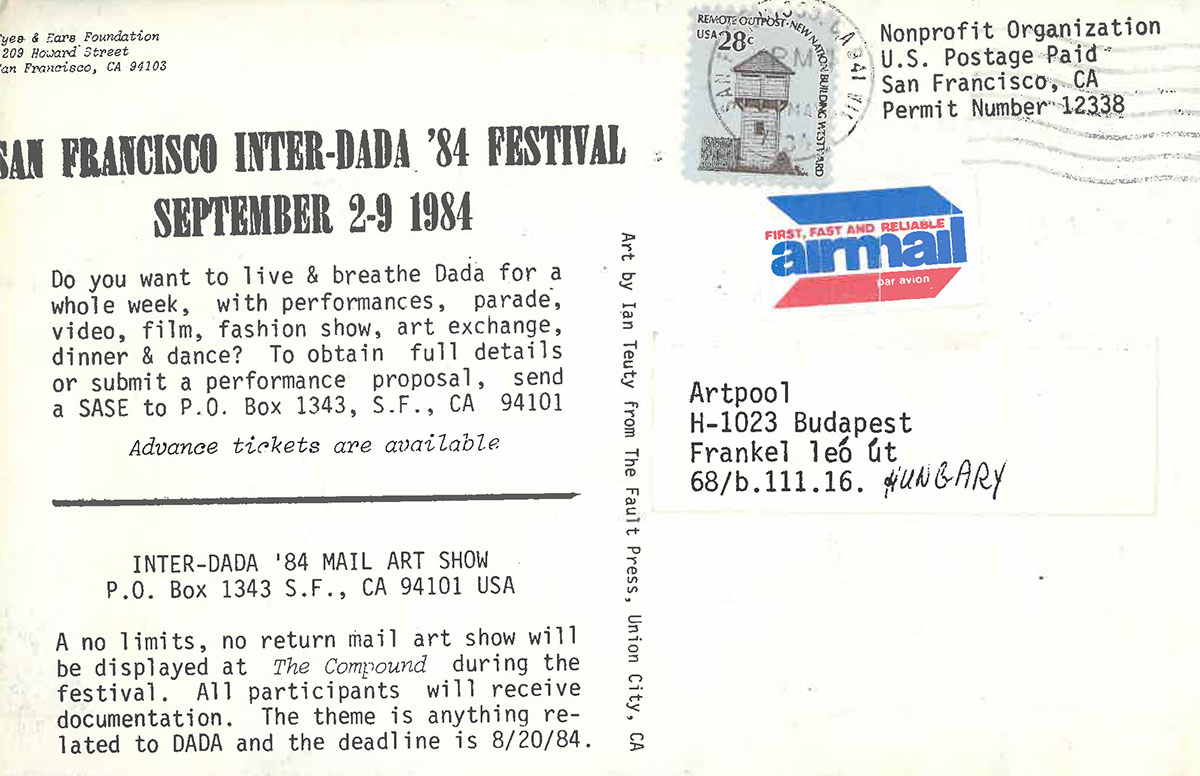 yes & Ears Foundation
209 Howard Street
an Francisco, CA 94103
SAN FRANCISCO INTER-DADA '84 FESTIVAL
SEPTEMBER 2-9 1984
Do you want to live & breathe Dada for a
whole week, with performances, parade,
video, film, fashion show, art exchange,
dinner & dance? To obtain full details
or submit a performance proposal, send
a SASE to P.O. Box 1343, S.F., CA 94101
Advance tickets are available
INTER-DADA '84 MAIL ART SHOW
P.O. Box 1343 S.F., CA 94101 USA
A no limits, no return mail art show will
be displayed at The Compound during the
festival. All participants will receive
documentation. The theme is anything re-
lated to DADA and the deadline is 8/20/84.
Art by Ian Teuty from The Fault Press, Union City, CA
REMOTE OUTPOST·NEW NATION BUILDING WESTWARD
USA 28c
Nonprofit Organization
U.S. Postage Paid
San Francisco, CA
Permit Number 12338
FIRST, FAST AND RELIABLE
airmail
par avion
Artpool
H-1023 Budapest
Frankel leó út
68/b.111.16. HUNGARY